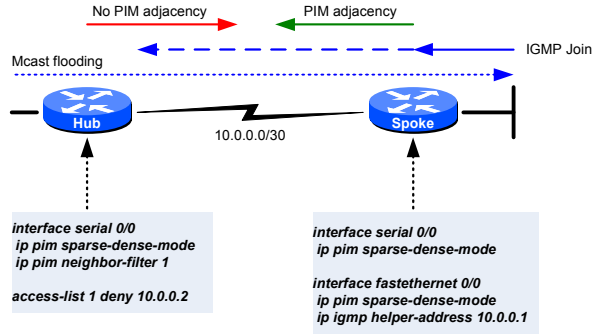 No PIM adjacency
PIM adjacency
IGMP Join
Mcast flooding
Hub
Spoke
10.0.0.0/30
interface serial 0/0
ip pim sparse-dense-mode
ip pim neighbor-filter 1
access-list 1 deny 10.0.0.2
interface serial 0/0
ip pim sparse-dense-mode
interface fastethernet 0/0
ip pim sparse-dense-mode
ip igmp helper-address 10.0.0.1